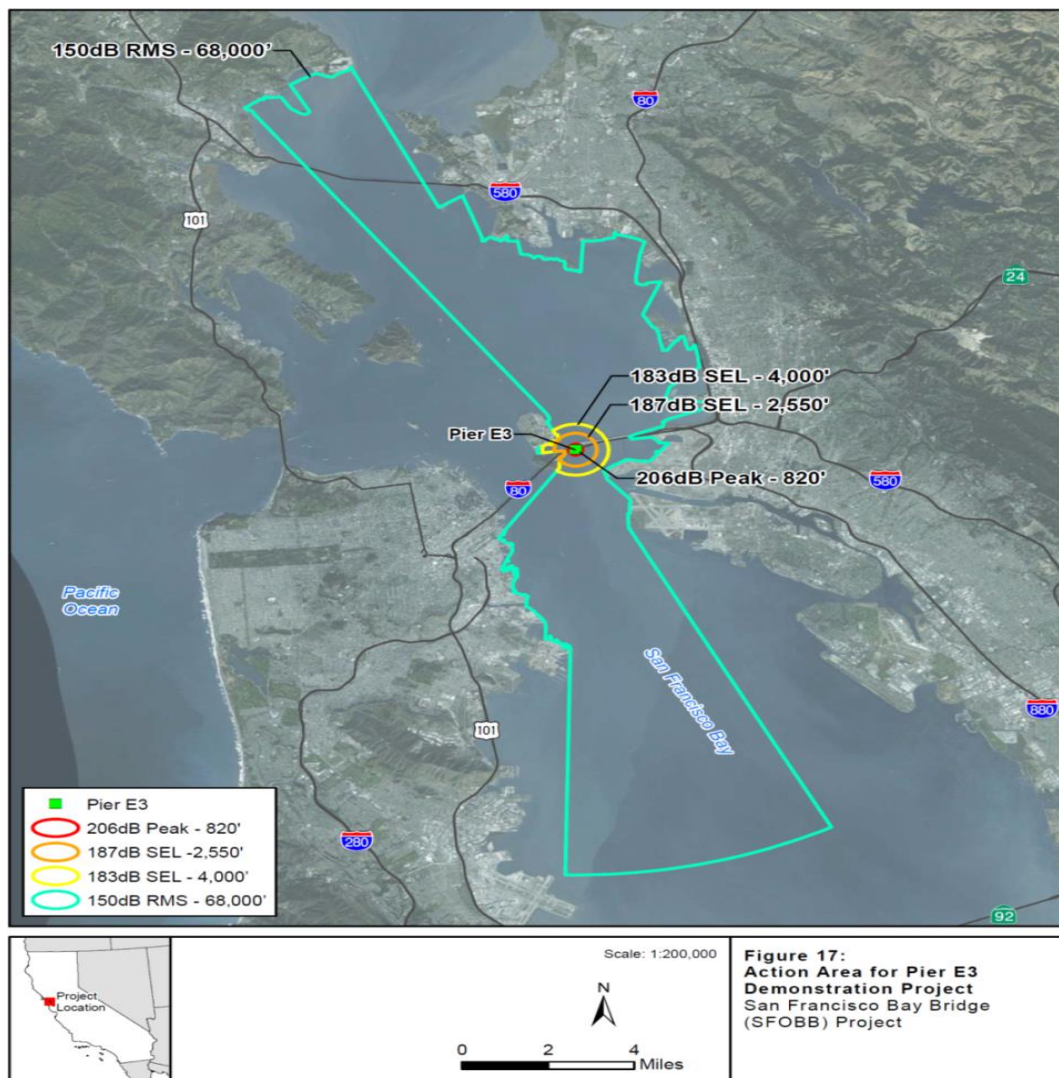 150dB RMS - 68,000'
80
580
101
24
183dB SEL - 4,000'
187dB SEL - 2,550'
Pier E3
206dB Peak - 820'
80
580
Pacific
Ocean
San Francisco Bay
880
101
280
92
Pier E3
206dB Peak - 820'
187dB SEL -2,550'
183dB SEL - 4,000'
150dB RMS - 68,000'
Project
Location
Scale: 1:200,000
N
0 2 4
Miles
Figure 17:
Action Area for Pier E3
Demonstration Project
San Francisco Bay Bridge
(SFOBB) Project